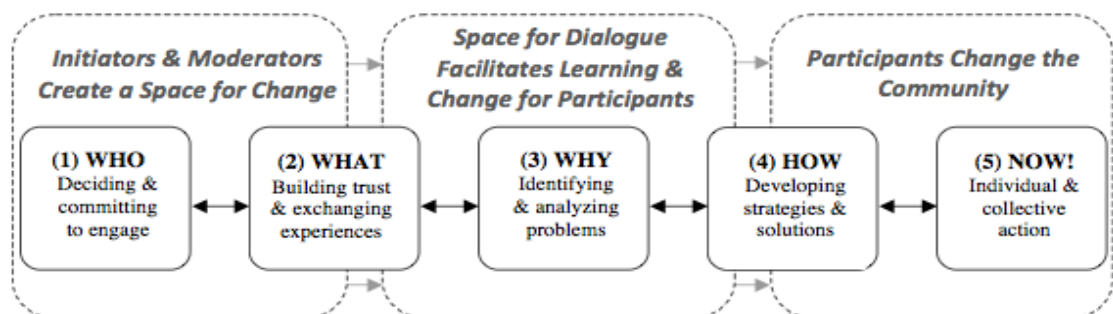 Initiators & Moderators
Create a Space for Change
Space for Dialogue
Facilitates Learning &
Change for Participants
Participants Change the
Community
(1) WHO
Deciding &
committing
to engage
(2) WHAT
Building trust
& exchanging
experiences
(3) WHY
Identifying
& analyzing
problems
(4) HOW
Developing
strategies &
solutions
(5) NOW!
Individual &
collective
action